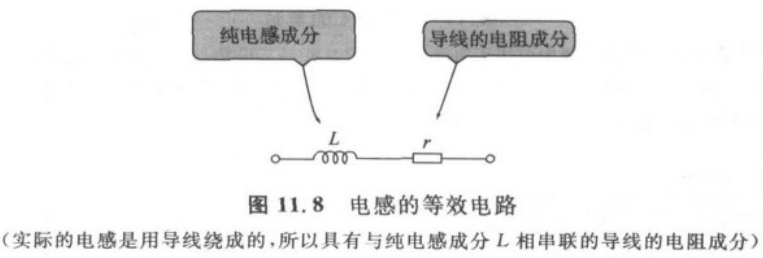 纯电感成分
导线的电阻成分
L
r
图 11.8 电感的等效电路
(实际的电感是用导线绕成的,所以具有与纯电感成分 L 相串联的导线的电阻成分)